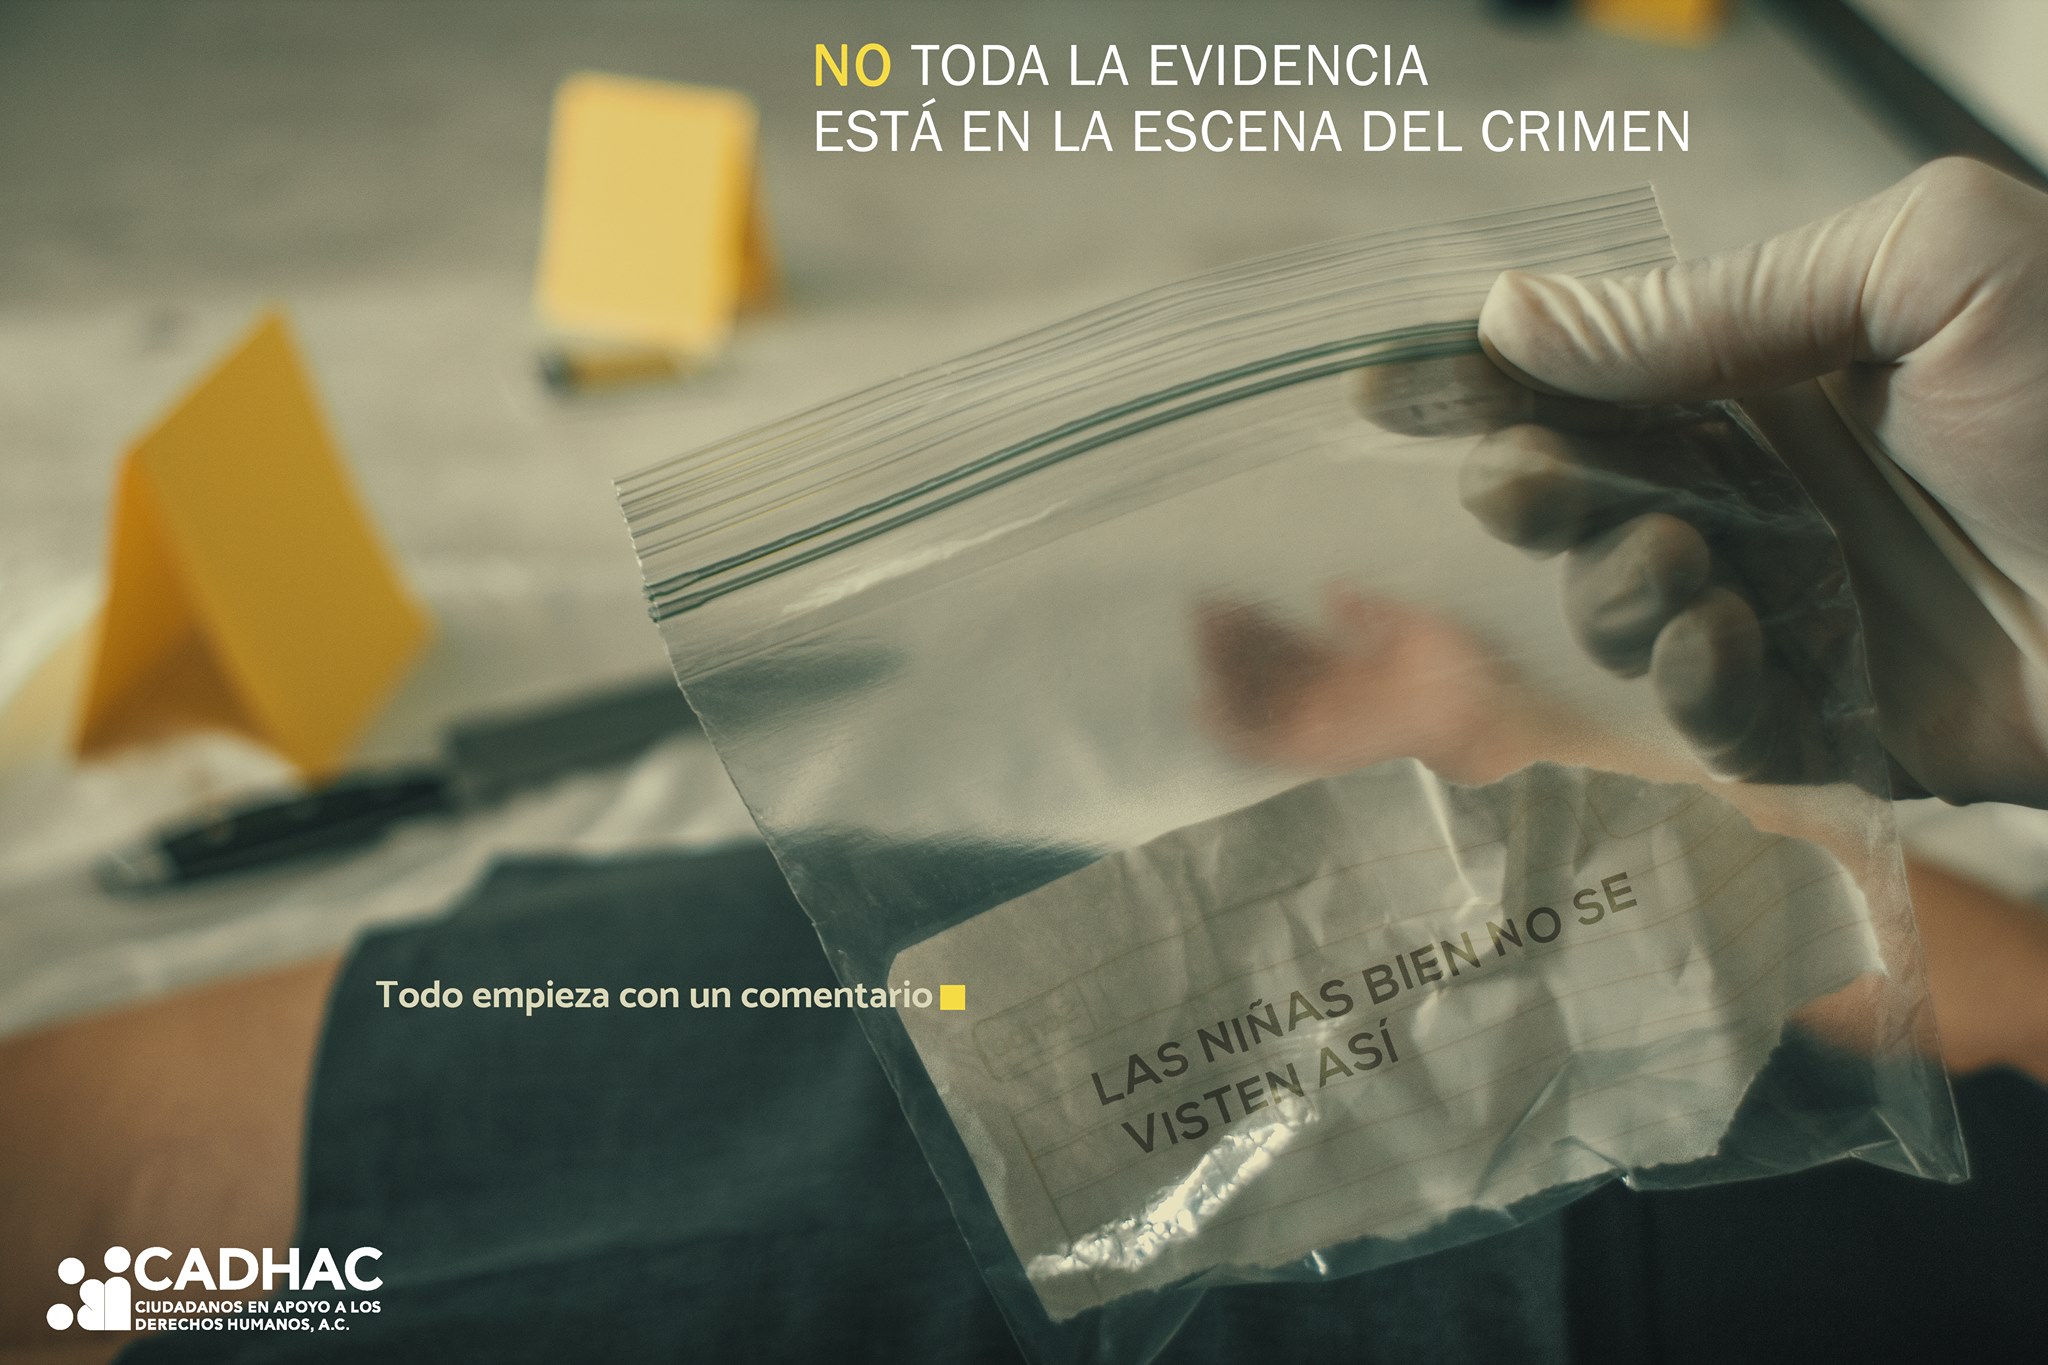 NO TODA LA EVIDENCIA
ESTÁ EN LA ESCENA DEL CRIMEN
LAS NIÑAS BIEN NO SE
VISTEN ASÍ
Todo empieza con un comentario
CADHAC
CIUDADANOS EN APOYO A LOS
DERECHOS HUMANOS, A.C.